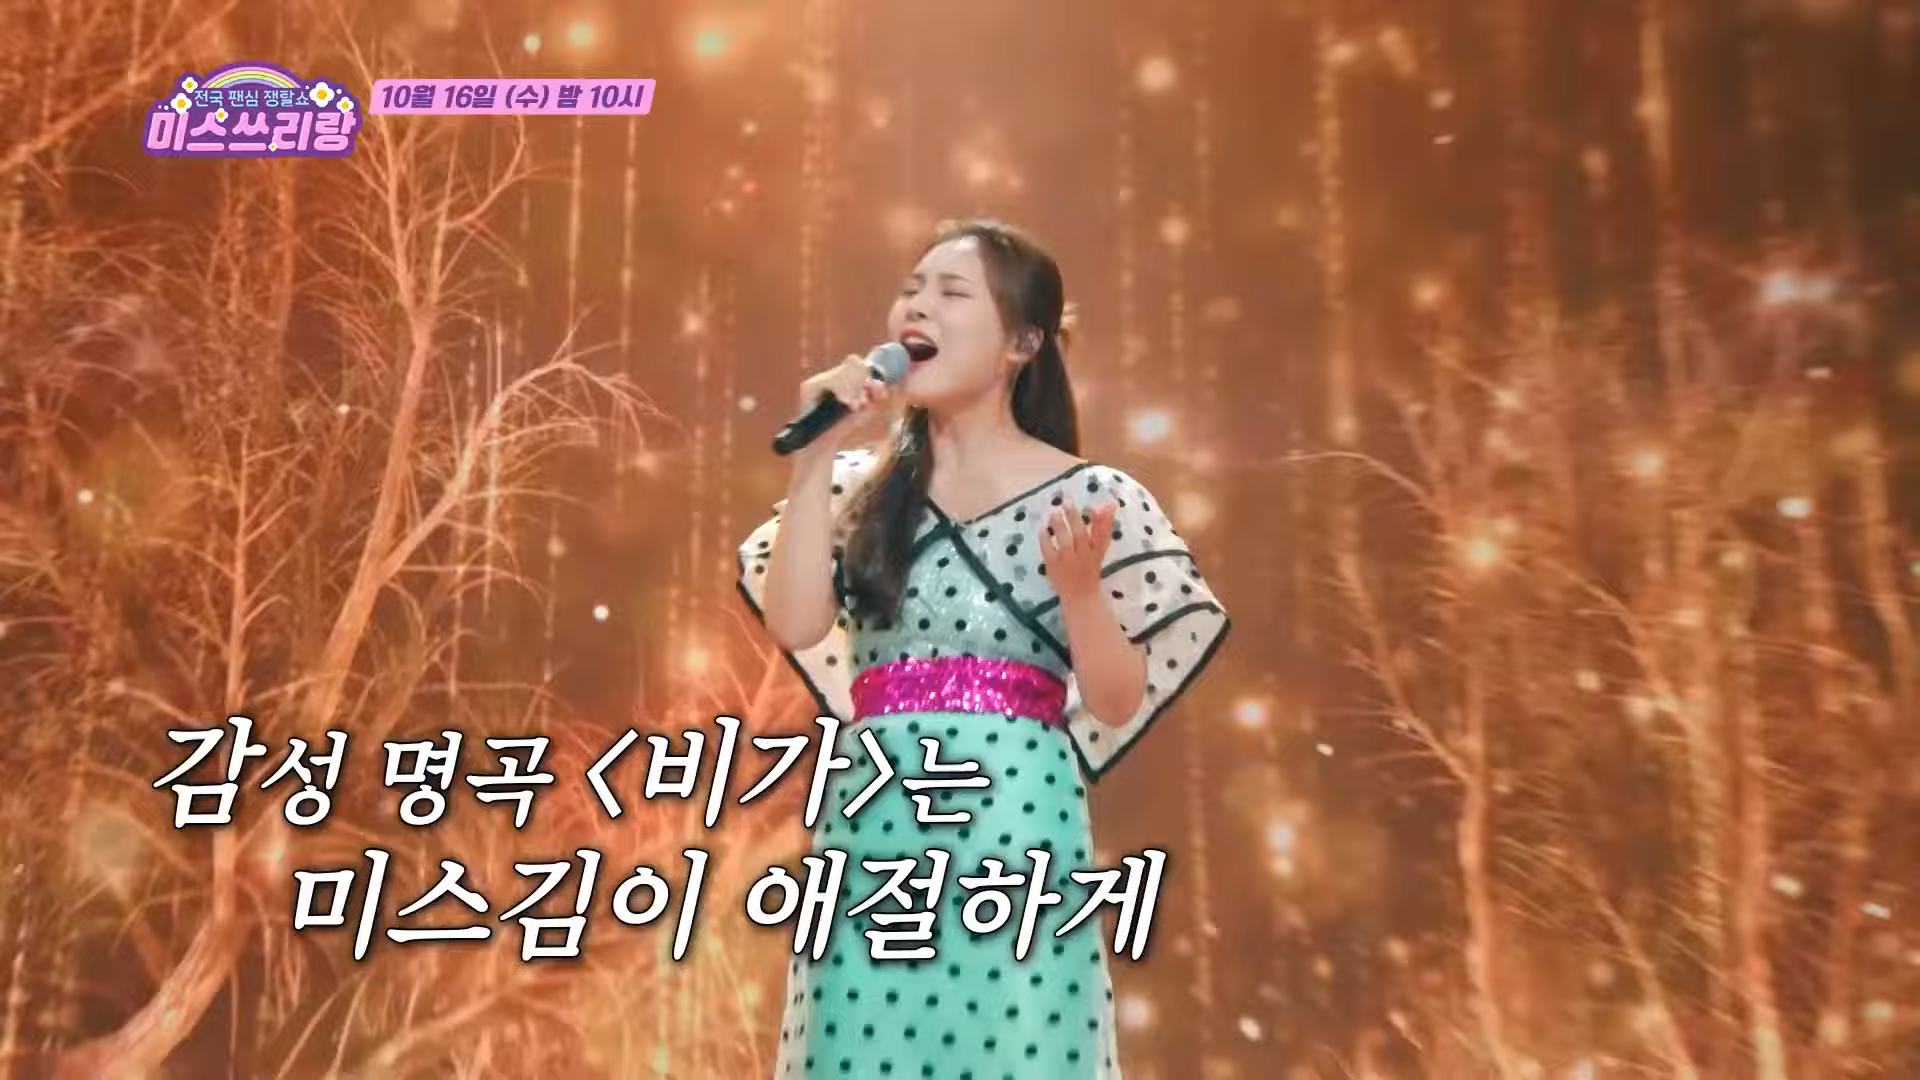 전국 팬심 쟁탈쇼
미스쓰리랑
10월 16일 (수) 밤 10시
감성 명곡 <비가>는
미스김이 애절하게